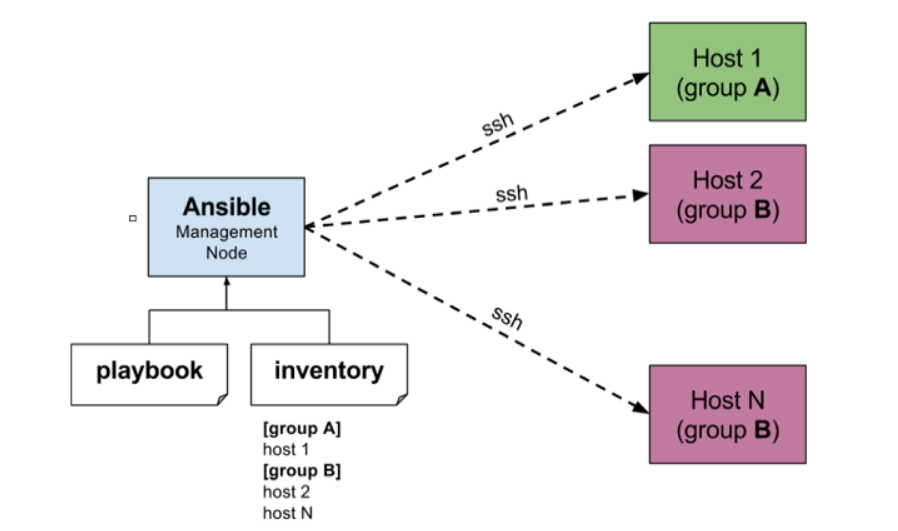 Host 1
(group A)
ssh
Host 2
(group B)
ssh
Ansible
Management
Node
ssh
playbook
inventory
Host N
(group B)
[group A]
host 1
[group B]
host 2
host N